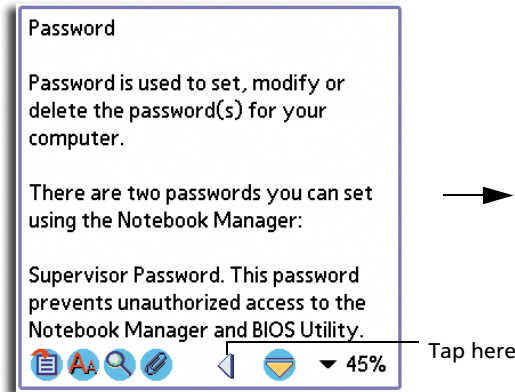 Password
Password is used to set, modify or
delete the password(s) for your
computer.
There are two passwords you can set
using the Notebook Manager:
Supervisor Password. This password
prevents unauthorized access to the
Notebook Manager and BIOS Utility.
AA
45%
Tap here